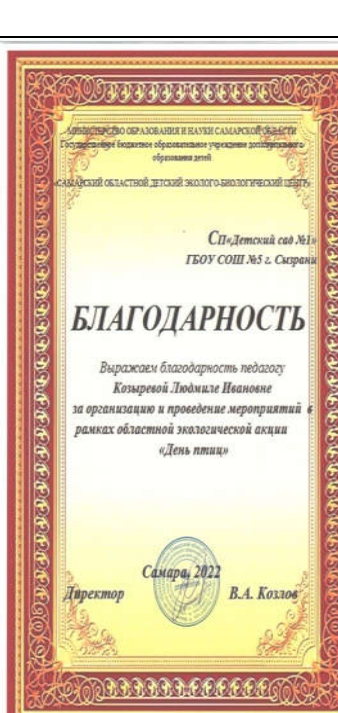 МИНИСТЕРСТВО ОБРАЗОВАНИЯ И НАУКИ САМАРСКОЙ ОБЛАСТИ
Государственное бюджетное образовательное учреждение дополнительного
образования детей
«САМАРСКИЙ ОБЛАСТНОЙ ДЕТСКИЙ ЭКОЛОГО-БИОЛОГИЧЕСКИЙ ЦЕНТР»
СП«Детский сад №1»
ГБОУ СОШ №5 г. Сызрани
БЛАГОДАРНОСТЬ
Выражаем благодарность педагогу
Козыревой Людмиле Ивановне
за организацию и проведение мероприятий в
рамках областной экологической акции
«День птиц»
Самара, 2022
Директор В.А. Козлов